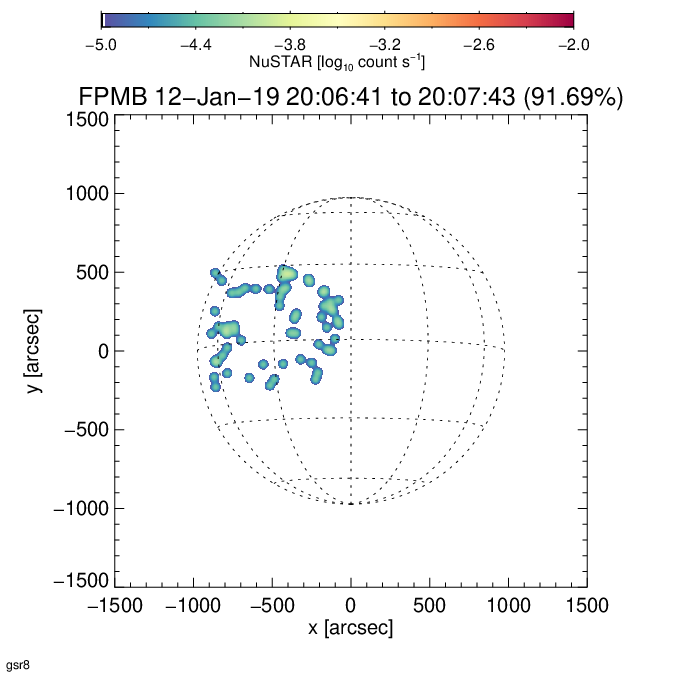 −5.0 −4.4 −3.8 −3.2 −2.6 −2.0
NuSTAR [log10 count s−1]
FPMB 12−Jan−19 20:06:41 to 20:07:43 (91.69%)
1500
1000
500
0
−500
−1000
−1500
y [arcsec]
−1500 −1000 −500 0 500 1000 1500
x [arcsec]
gsr8